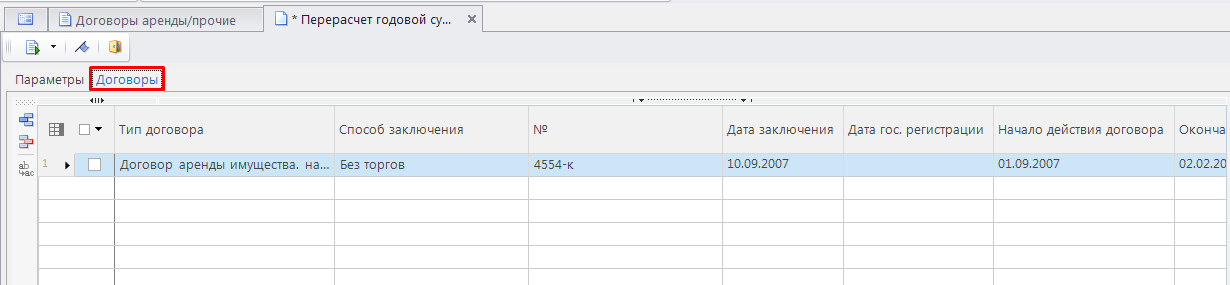 Договоры аренды/прочие
* Перерасчет годовой су...
Параметры
Договоры
Тип договора
Способ заключения
№
Дата заключения
Дата гос. регистрации
Начало действия договора
Оконча
1
Договор аренды имущества. на...
Без торгов
4554-к
10.09.2007
01.09.2007
02.02.20
ab
ac